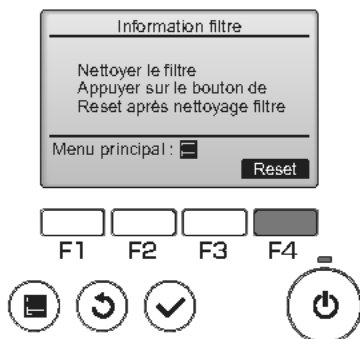 Information filtre
Nettoyer le filtre
Appuyer sur le bouton de
Reset après nettoyage filtre
Menu principal :
Reset
F1 F2 F3 F4